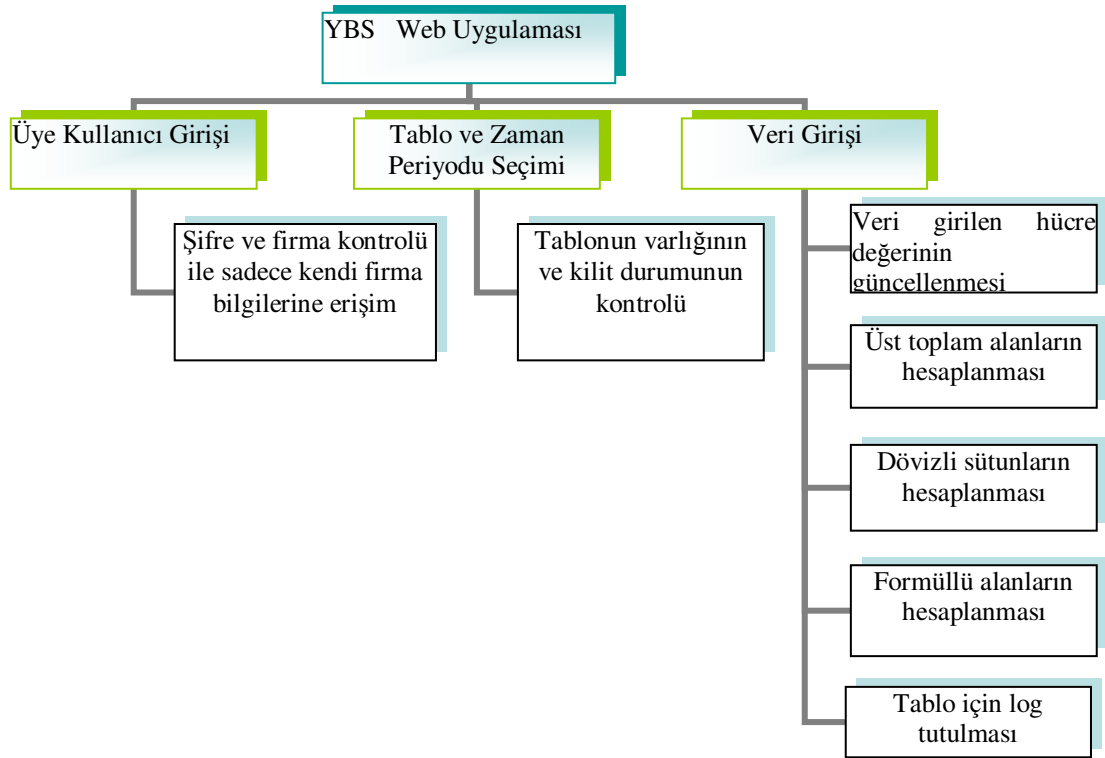 YBS Web Uygulaması
Üye Kullanıcı Girişi
Tablo ve Zaman
Periyodu Seçimi
Veri Girişi
Şifre ve firma kontrolü
ile sadece kendi firma
bilgilerine erişim
Tablonun varlığının
ve kilit durumunun
kontrolü
Veri girilen hücre
değerinin
güncellenmesi
Üst toplam alanların
hesaplanması
Dövizli sütunların
hesaplanması
Formüllü alanların
hesaplanması
Tablo için log
tutulması